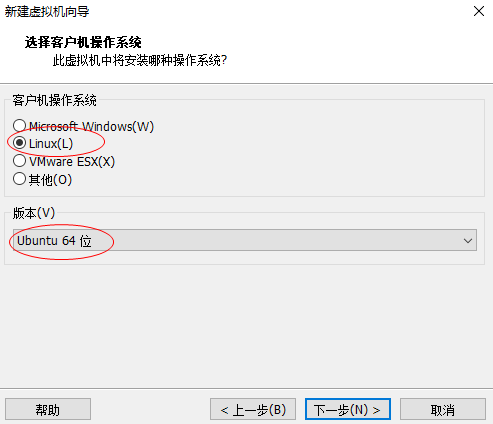 新建虚拟机向导
选择客户机操作系统
此虚拟机中将安装哪种操作系统?
客户机操作系统
Microsoft Windows(W)
Linux(L)
VMware ESX(X)
其他(O)
版本(V)
Ubuntu 64 位
帮助
< 上一步(B)
下一步(N) >
取消